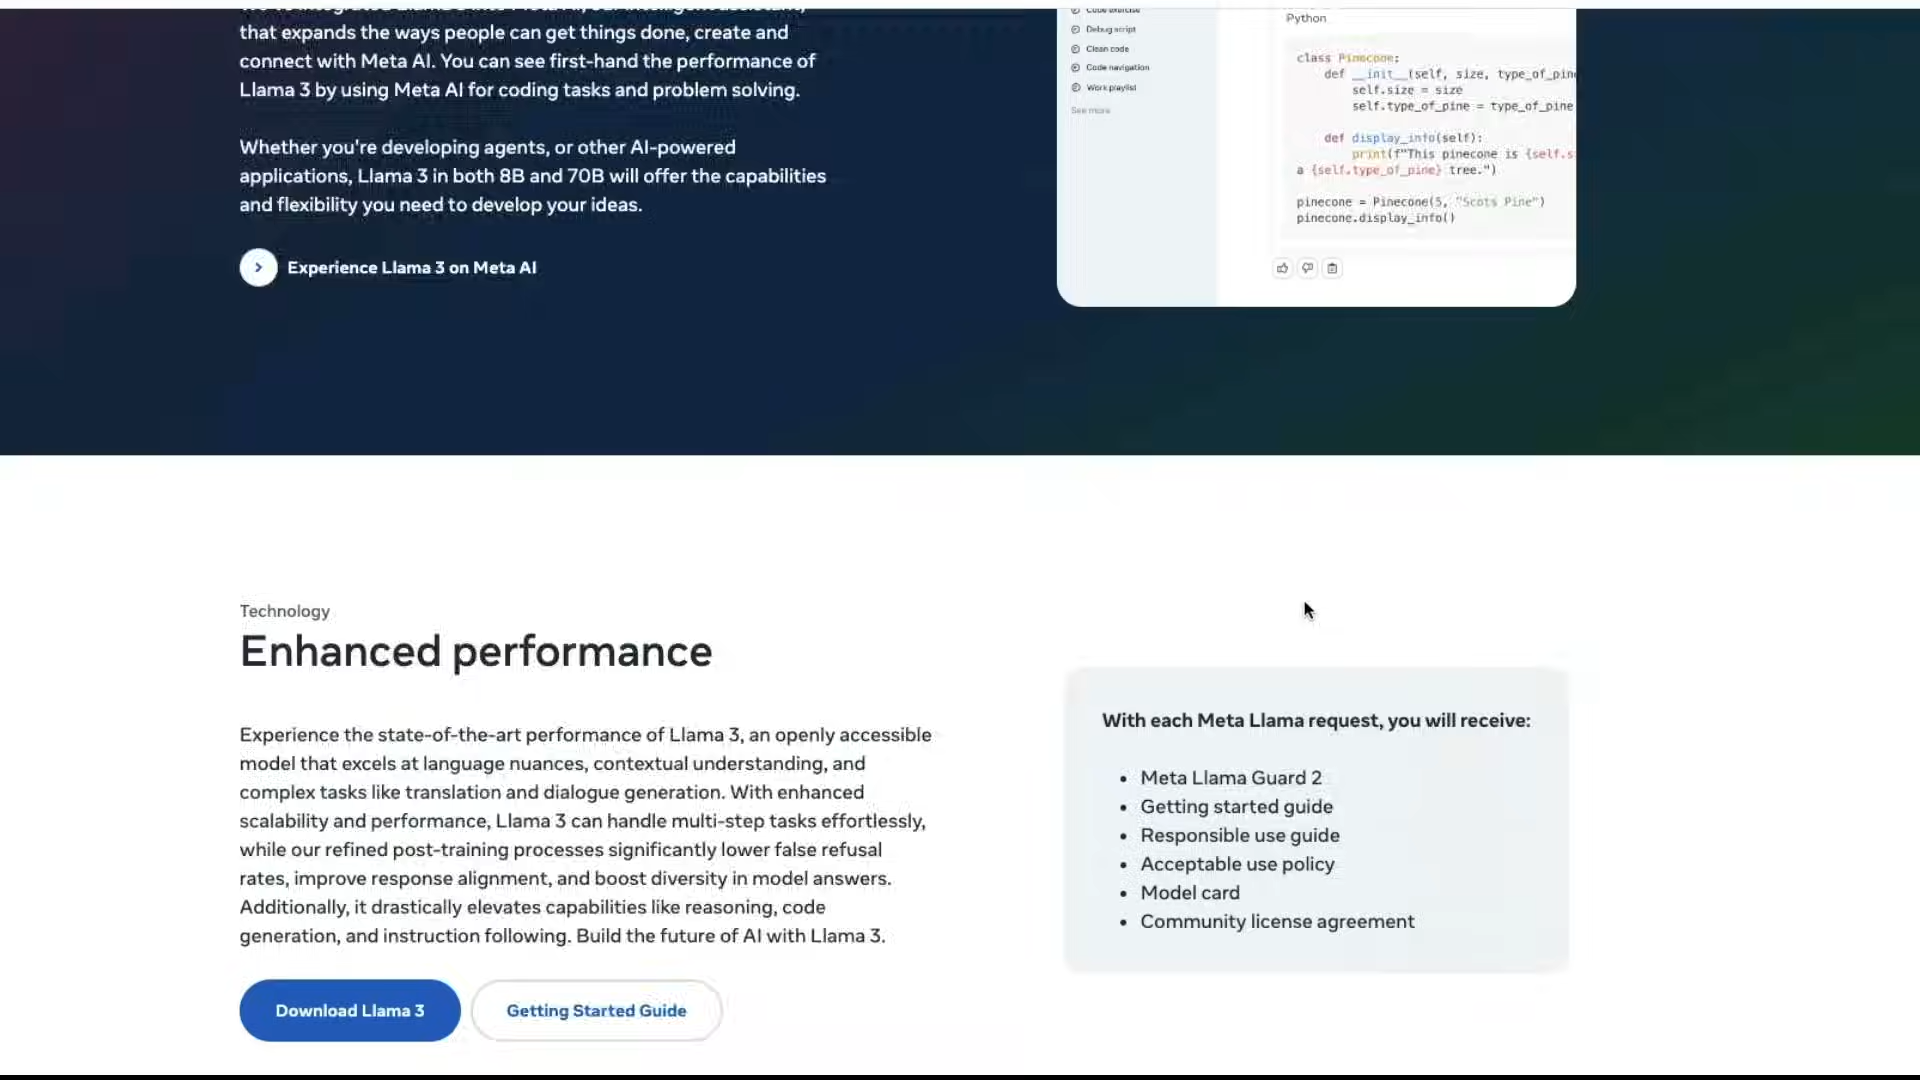 that expands the ways people can get things done, create and
connect with Meta AI. You can see first-hand the performance of
Llama 3 by using Meta AI for coding tasks and problem solving.
Whether you're developing agents, or other AI-powered
applications, Llama 3 in both 8B and 70B will offer the capabilities
and flexibility you need to develop your ideas.
Experience Llama 3 on Meta AI
Code exercise
Debug script
Clean code
Code navigation
Work playlist
See more
Python
class Pinecone:
def __init__(self, size, type_of_pine
self.size = size
self.type_of_pine = type_of_pine
def display_info(self):
print(f"This pinecone is {self.s
a {self.type_of_pine} tree.")
pinecone = Pinecone(5, "Scots Pine")
pinecone.display_info()
Technology
Enhanced performance
Experience the state-of-the-art performance of Llama 3, an openly accessible
model that excels at language nuances, contextual understanding, and
complex tasks like translation and dialogue generation. With enhanced
scalability and performance, Llama 3 can handle multi-step tasks effortlessly,
while our refined post-training processes significantly lower false refusal
rates, improve response alignment, and boost diversity in model answers.
Additionally, it drastically elevates capabilities like reasoning, code
generation, and instruction following. Build the future of AI with Llama 3.
Download Llama 3
Getting Started Guide
With each Meta Llama request, you will receive:
• Meta Llama Guard 2
• Getting started guide
• Responsible use guide
• Acceptable use policy
• Model card
• Community license agreement